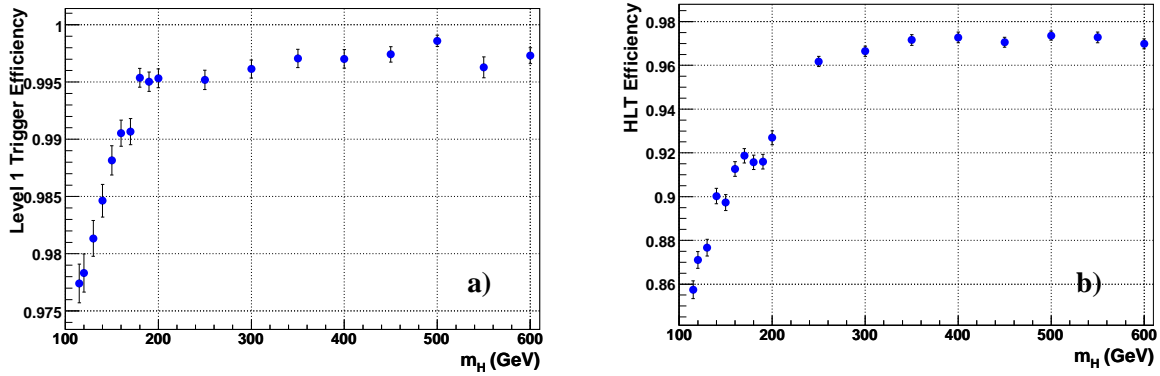 Level 1 Trigger Efficiency
1
0.995
0.99
0.985
0.98
0.975
a)
100 200 300 400 500 600
m_H (GeV)
HLT Efficiency
0.98
0.96
0.94
0.92
0.9
0.88
0.86
b)
100 200 300 400 500 600
m_H (GeV)